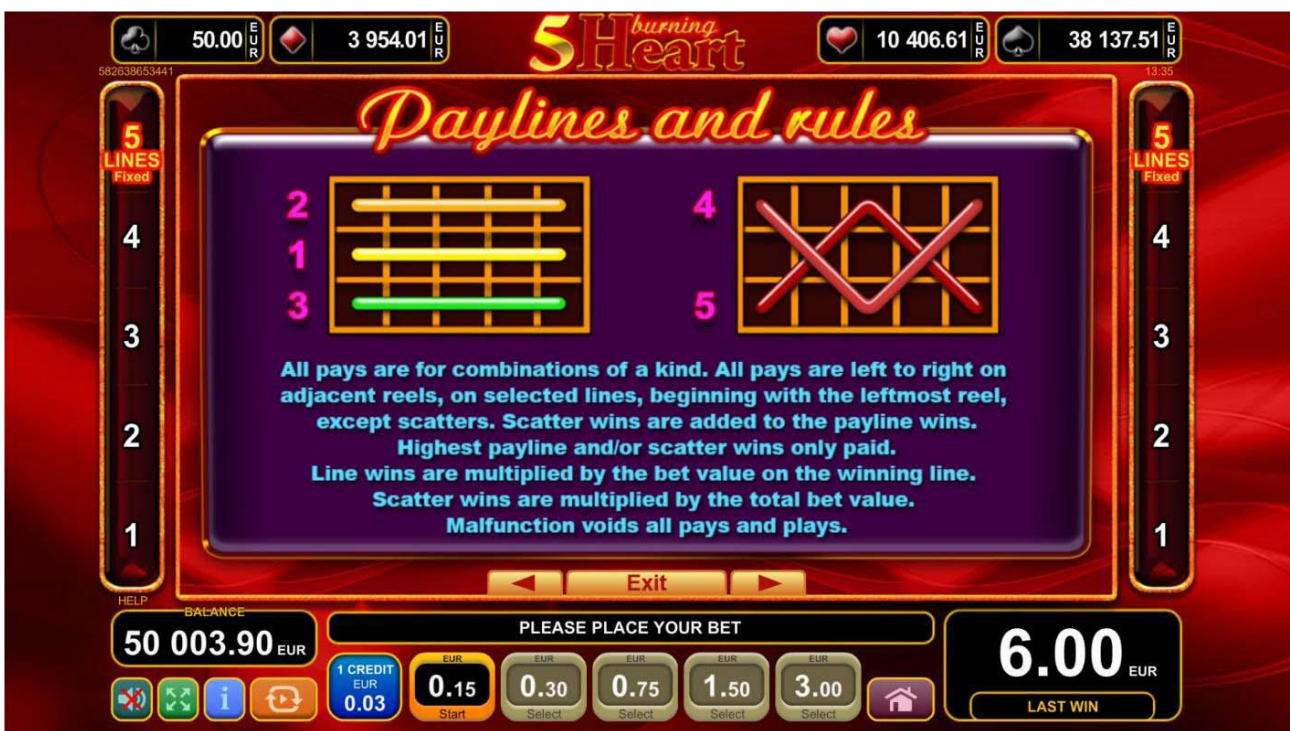 50.00 EUR
3 954.01 EUR
5 burning Heart
10 406.61 EUR
38 137.51 EUR
582638653441
13:35
Paylines and rules
5
LINES
Fixed
4
3
2
1
2
1
3
4
5
All pays are for combinations of a kind. All pays are left to right on
adjacent reels, on selected lines, beginning with the leftmost reel,
except scatters. Scatter wins are added to the payline wins.
Highest payline and/or scatter wins only paid.
Line wins are multiplied by the bet value on the winning line.
Scatter wins are multiplied by the total bet value.
Malfunction voids all pays and plays.
5
LINES
Fixed
4
3
2
1
Exit
HELP
BALANCE
50 003.90 EUR
PLEASE PLACE YOUR BET
1 CREDIT
EUR
0.03
EUR
0.15
Start
EUR
0.30
Select
EUR
0.75
Select
EUR
1.50
Select
EUR
3.00
Select
6.00 EUR
LAST WIN